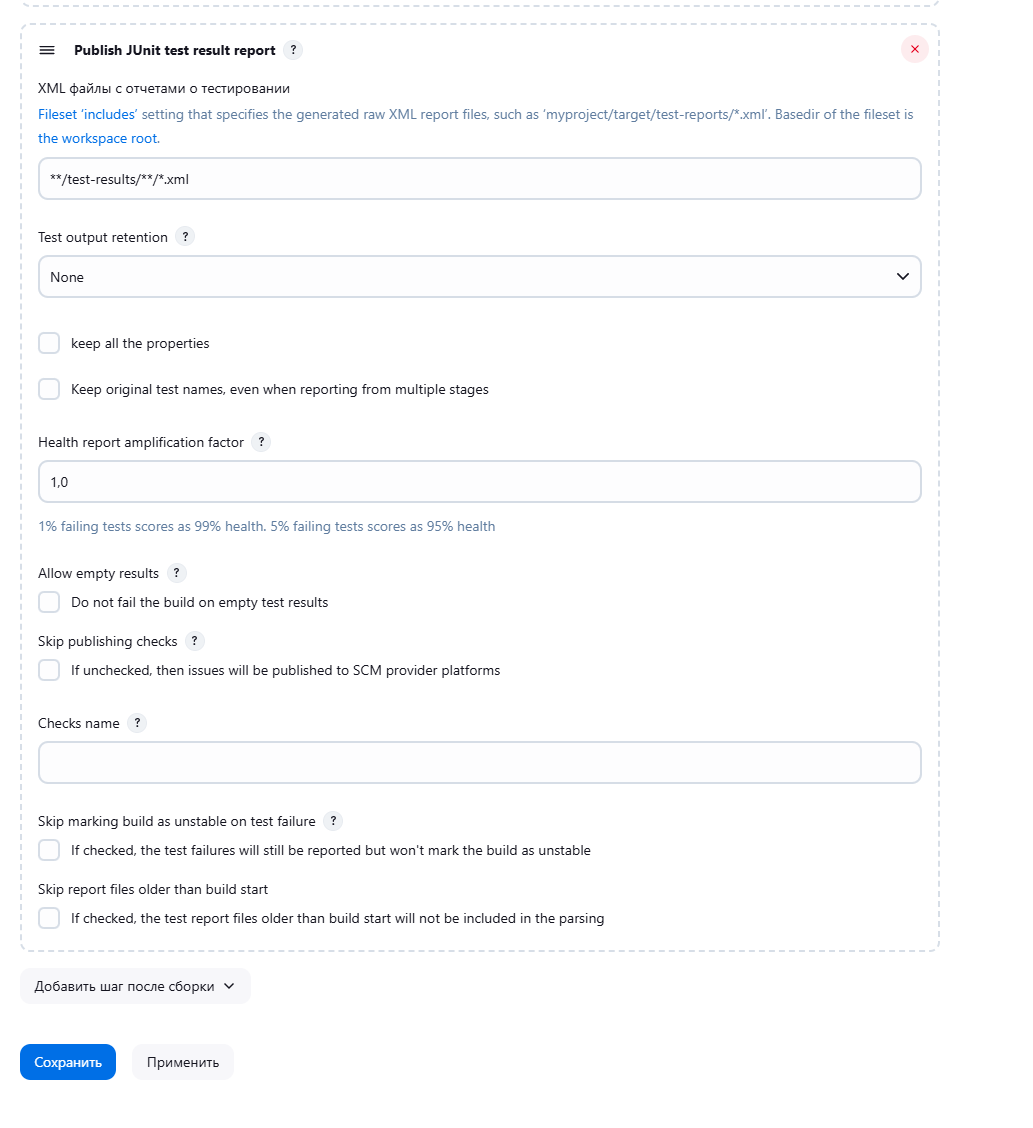 Publish JUnit test result report ?
XML файлы с отчетами о тестировании
Fileset ‘includes’ setting that specifies the generated raw XML report files, such as ‘myproject/target/test-reports/*.xml’. Basedir of the fileset is
the workspace root.
**/test-results/**/*.xml
Test output retention ?
None
keep all the properties
Keep original test names, even when reporting from multiple stages
Health report amplification factor ?
1,0
1% failing tests scores as 99% health. 5% failing tests scores as 95% health
Allow empty results ?
Do not fail the build on empty test results
Skip publishing checks ?
If unchecked, then issues will be published to SCM provider platforms
Checks name ?
Skip marking build as unstable on test failure ?
If checked, the test failures will still be reported but won't mark the build as unstable
Skip report files older than build start
If checked, the test report files older than build start will not be included in the parsing
Добавить шаг после сборки
Сохранить Применить